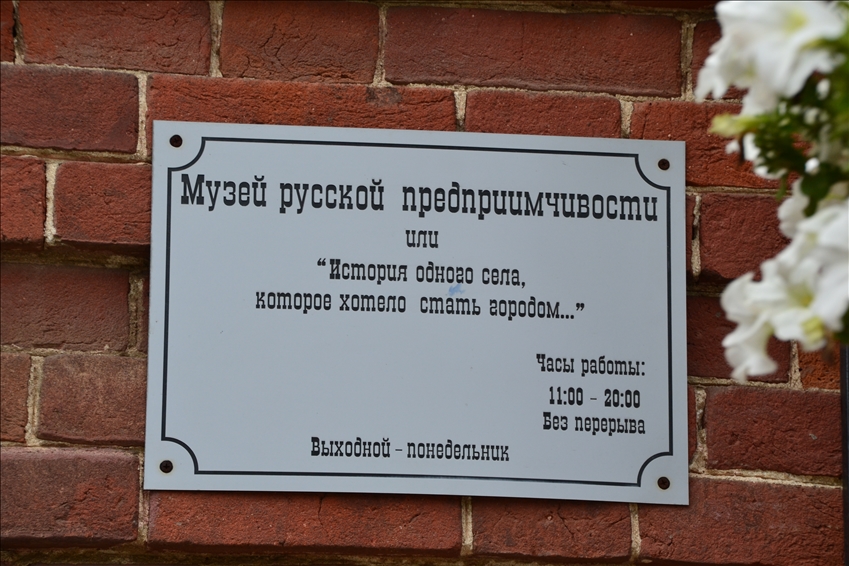 Музей русской предприимчивости
или
“История одного села,
которое хотело стать городом...”
Часы работы:
11:00 - 20:00
Без перерыва
Выходной - понедельник